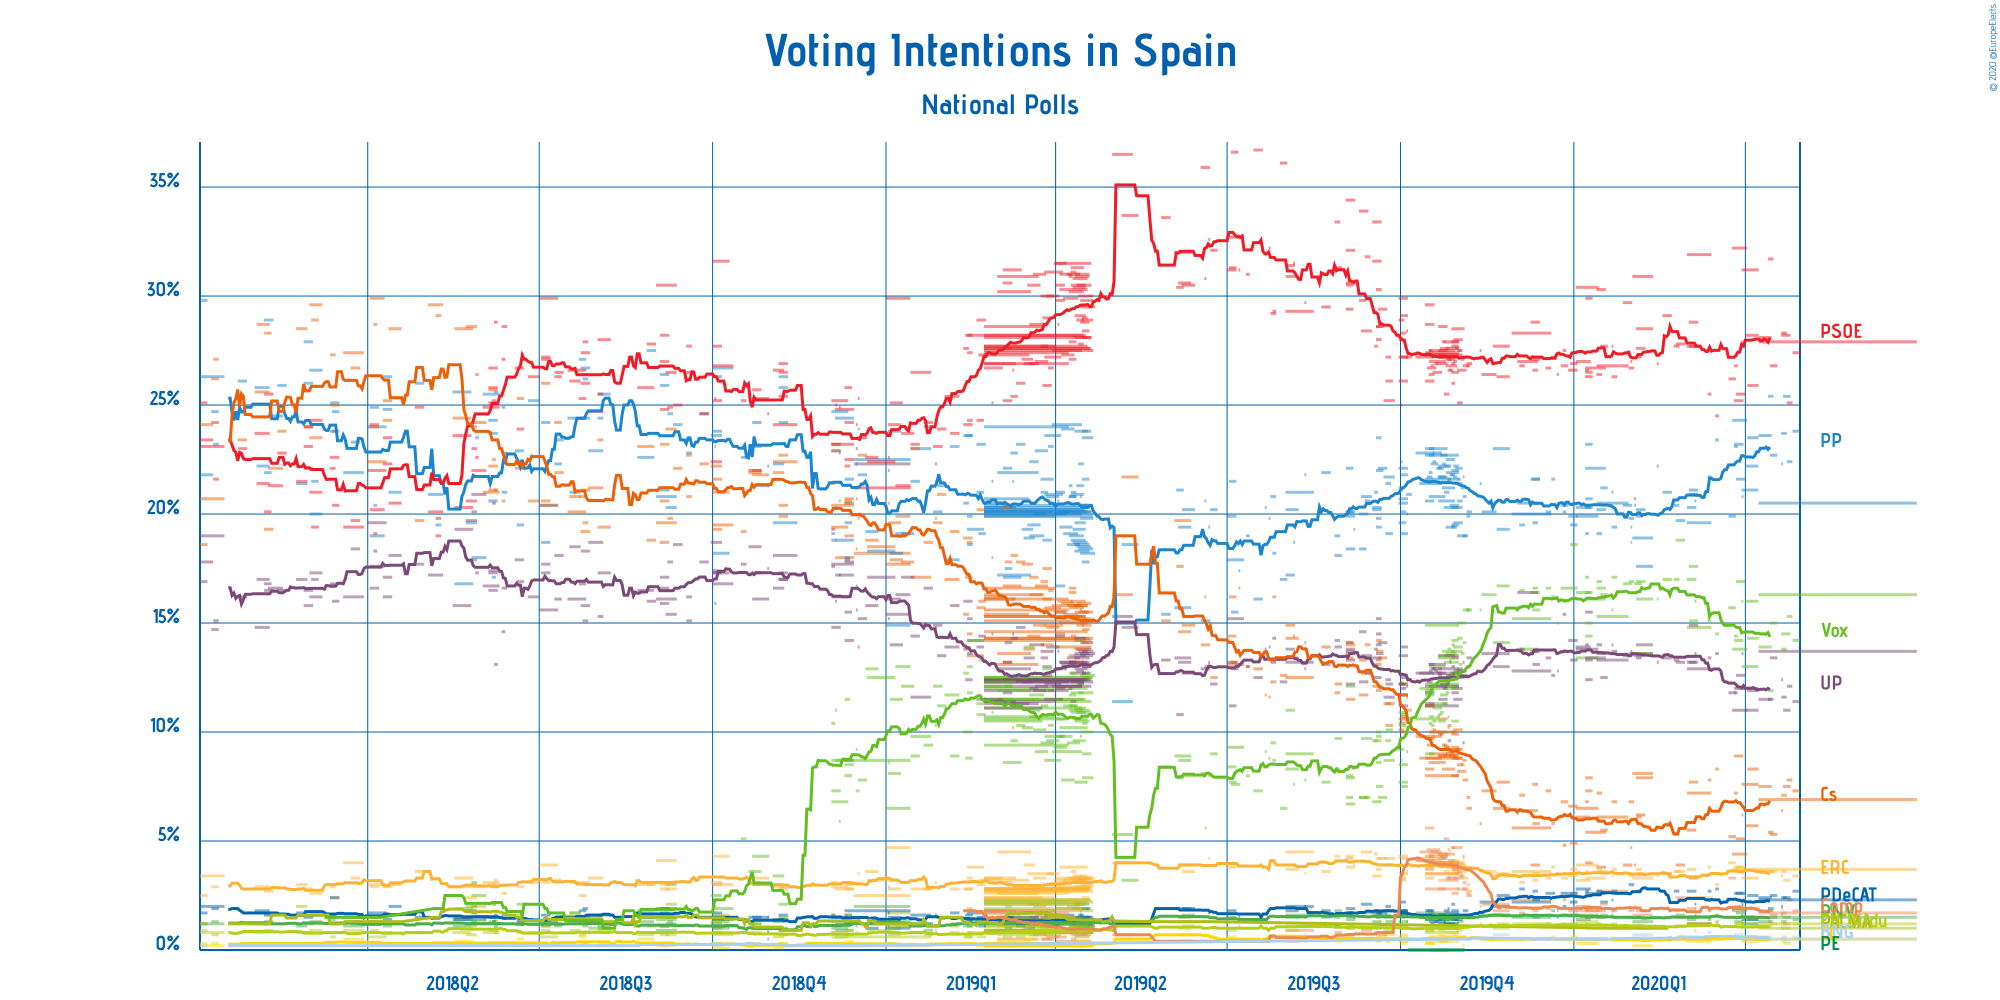 © 2020 @EuropeElects
Voting Intentions in Spain
National Polls
35%
30%
25%
20%
15%
10%
5%
0%
PSOE
PP
Vox
UP
Cs
ERC
PDeCAT
PE
2018Q2
2018Q3
2018Q4
2019Q1
2019Q2
2019Q3
2019Q4
2020Q1